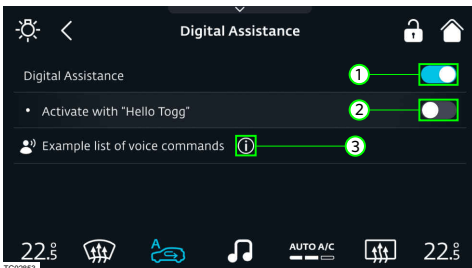 Digital Assistance
Digital Assistance
1
• Activate with "Hello Togg"
2
Example list of voice commands
3
22.5°
A
AUTO A/C
22.5°
TC02852